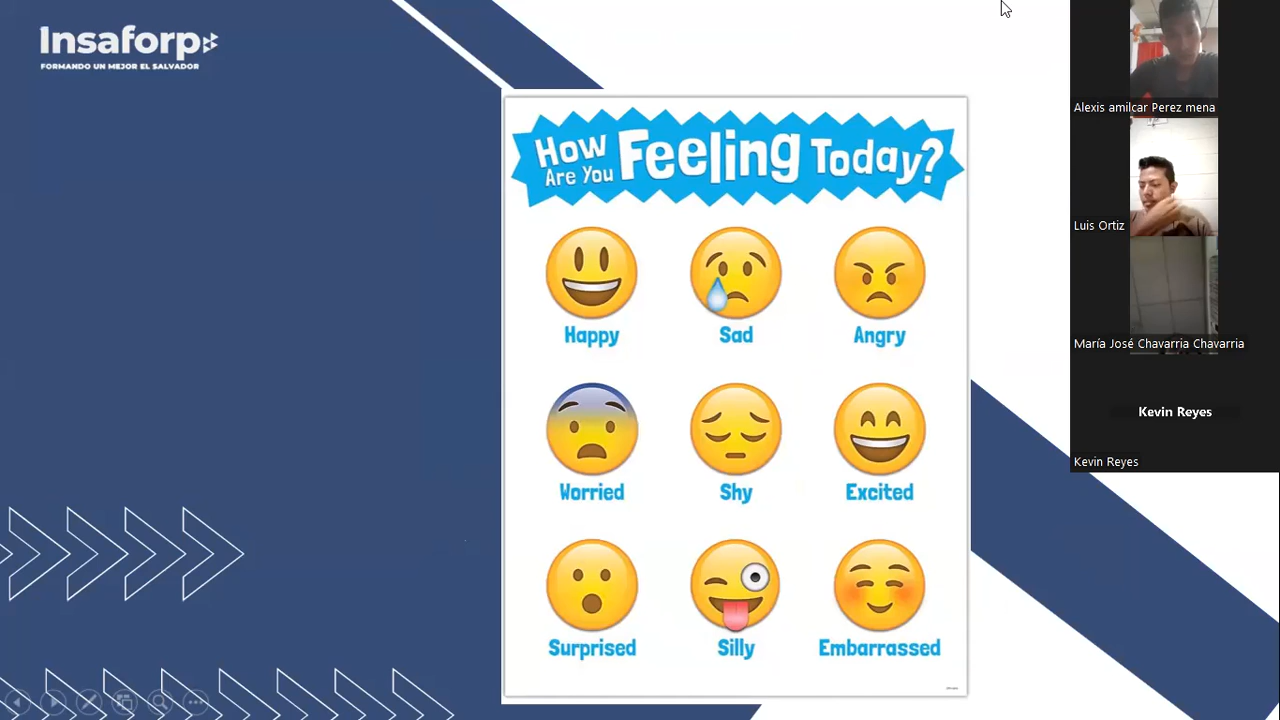 Insaforp
FORMANDO UN MEJOR EL SALVADOR
How Are You Feeling Today?
Happy
Sad
Angry
Worried
Shy
Excited
Surprised
Silly
Embarrassed
Alexis amilcar Perez mena
Luis Ortiz
María José Chavarria Chavarria
Kevin Reyes
Kevin Reyes